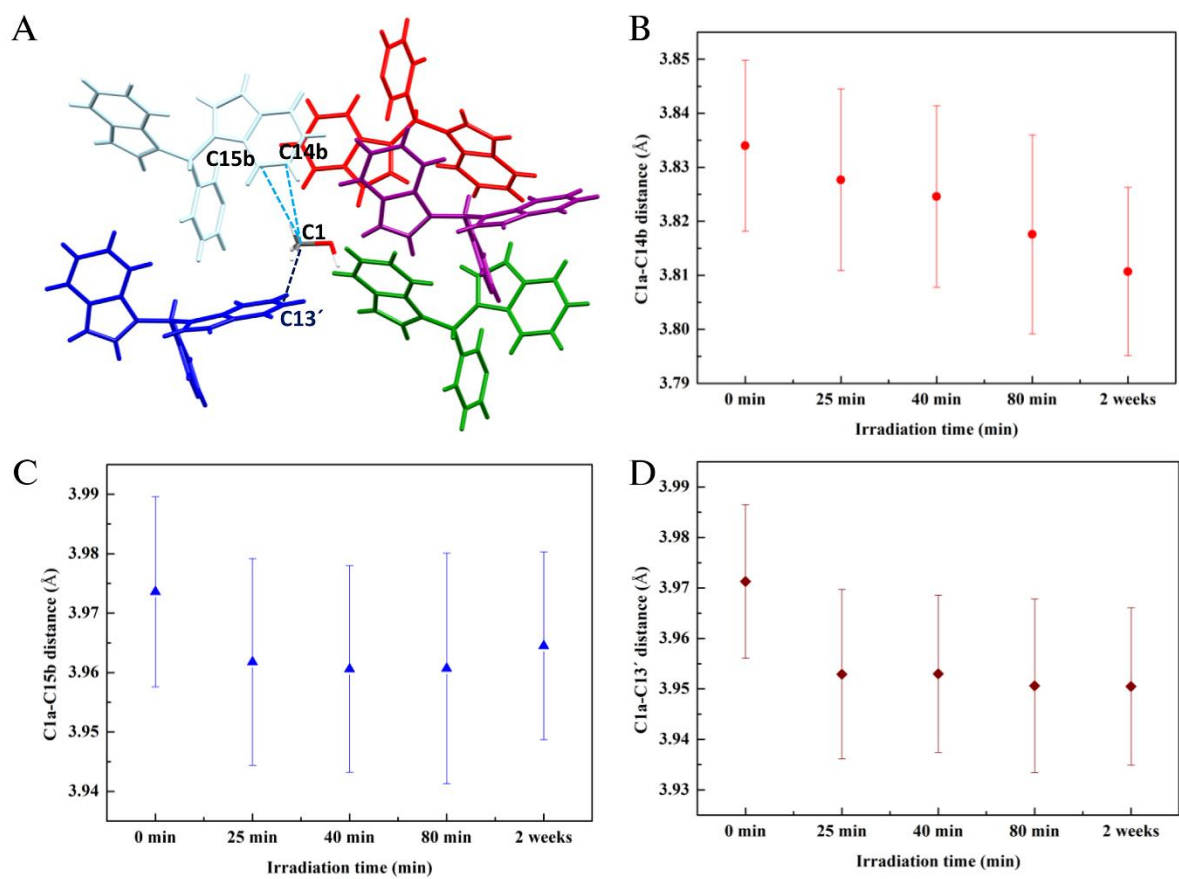 A
C15b
C14b
C1
C13´
B
C1a-C14b distance (Å)
3.85
3.84
3.83
3.82
3.81
3.80
3.79
0 min 25 min 40 min 80 min 2 weeks
Irradiation time (min)
C
C1a-C15b distance (Å)
3.99
3.98
3.97
3.96
3.95
3.94
0 min 25 min 40 min 80 min 2 weeks
Irradiation time (min)
D
C1a-C13´ distance (Å)
3.99
3.98
3.97
3.96
3.95
3.94
3.93
0 min 25 min 40 min 80 min 2 weeks
Irradiation time (min)